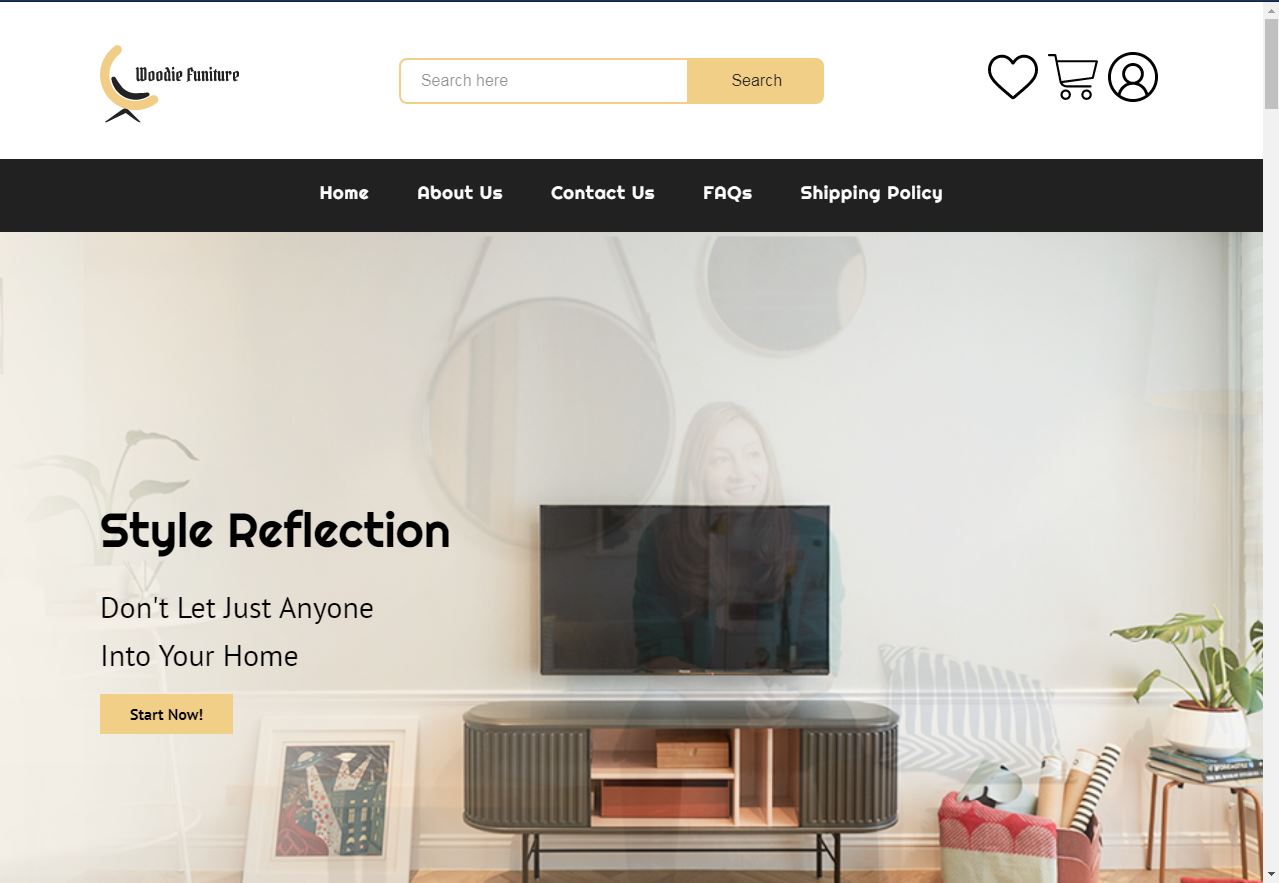 Woodie Funiture
Search here
Search
Home
About Us
Contact Us
FAQs
Shipping Policy
Style Reflection
Don't Let Just Anyone
Into Your Home
Start Now!